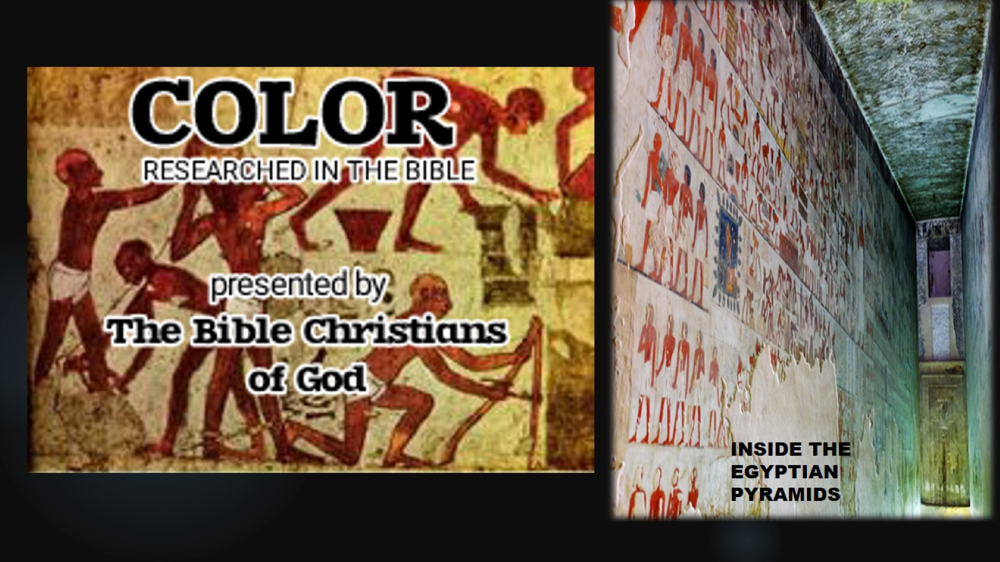 COLOR
RESEARCHED IN THE BIBLE
presented by
The Bible Christians
of God
INSIDE THE
EGYPTIAN
PYRAMIDS